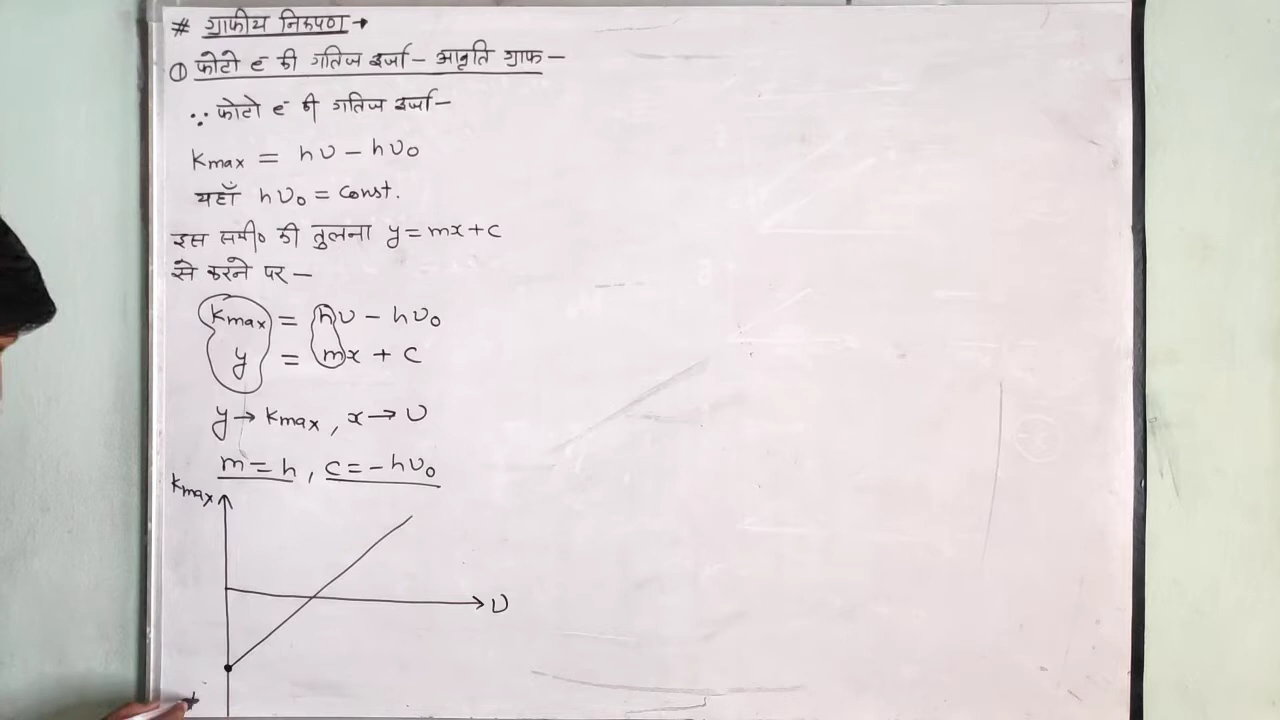 # ग्राफीय निरुपण →
① फोटो e⁻ की गतिज ऊर्जा - आवृति ग्राफ -
∵ फोटो e⁻ की गतिज ऊर्जा -
Kmax = hυ - hυ₀
यहाँ hυ₀ = Const.
इस समी० की तुलना y = mx + c
से करने पर -
Kmax = hυ - hυ₀
y = mx + c
y → Kmax, x → υ
m = h, c = -hυ₀
Kmax
υ